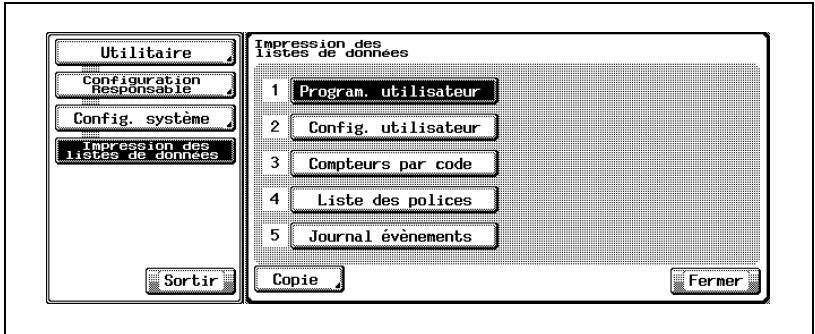 Utilitaire
Configuration
Responsable
Config. système
Impression des
listes de données
Sortir
Impression des
listes de données
1 Program. utilisateur
2 Config. utilisateur
3 Compteurs par code
4 Liste des polices
5 Journal évènements
Copie
Fermer